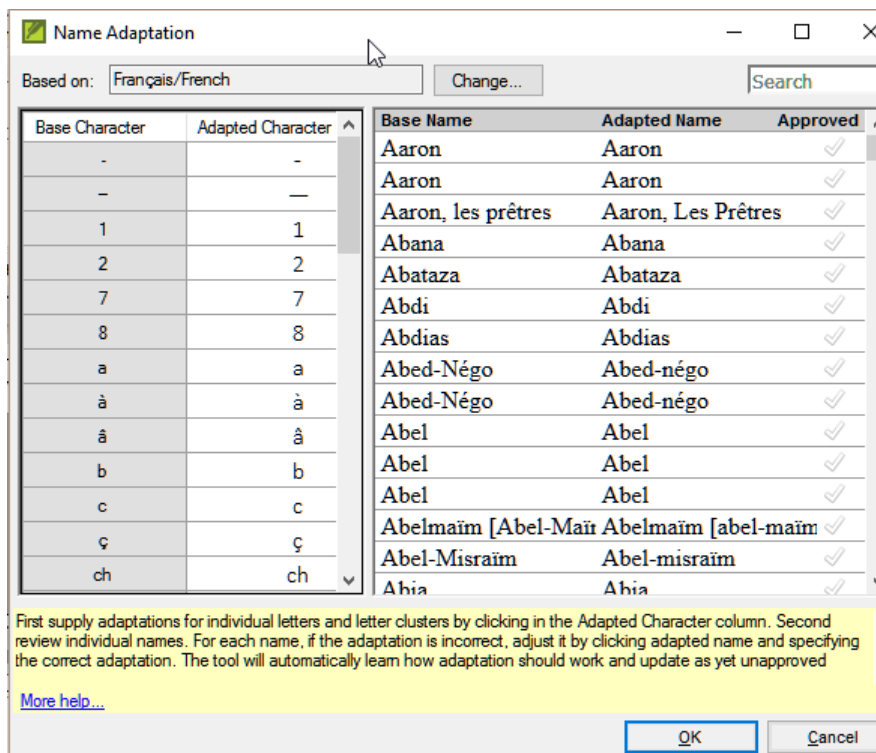 Name Adaptation
Based on: Français/French Change... Search
Base Character Adapted Character
- -
– —
1 1
2 2
7 7
8 8
a a
à à
â â
b b
c c
ç ç
ch ch
Base Name Adapted Name Approved
Aaron Aaron
Aaron Aaron
Aaron, les prêtres Aaron, Les Prêtres
Abana Abana
Abataza Abataza
Abdi Abdi
Abdias Abdias
Abed-Négo Abed-négo
Abed-Négo Abed-négo
Abel Abel
Abel Abel
Abel Abel
Abelmaïm [Abel-Maïm Abelmaïm [abel-maïm
Abel-Misraïm Abel-misraïm
Abia Abia
First supply adaptations for individual letters and letter clusters by clicking in the Adapted Character column. Second
review individual names. For each name, if the adaptation is incorrect, adjust it by clicking adapted name and specifying
the correct adaptation. The tool will automatically learn how adaptation should work and update as yet unapproved
More help...
OK Cancel